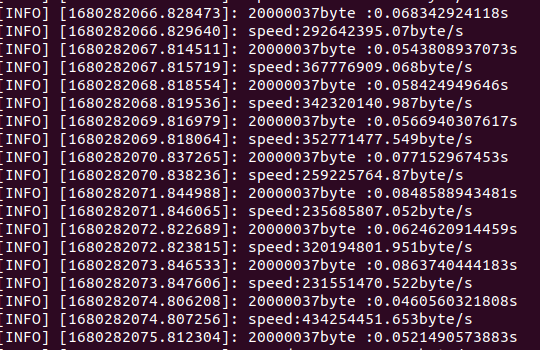 [INFO] [1680282066.828473]: 20000037byte :0.068342924118s
[INFO] [1680282066.829640]: speed:292642395.07byte/s
[INFO] [1680282067.814511]: 20000037byte :0.0543808937073s
[INFO] [1680282067.815719]: speed:367776909.068byte/s
[INFO] [1680282068.818554]: 20000037byte :0.058424949646s
[INFO] [1680282068.819536]: speed:342320140.987byte/s
[INFO] [1680282069.816979]: 20000037byte :0.0566940307617s
[INFO] [1680282069.818064]: speed:352771477.549byte/s
[INFO] [1680282070.837265]: 20000037byte :0.077152967453s
[INFO] [1680282070.838236]: speed:259225764.87byte/s
[INFO] [1680282071.844988]: 20000037byte :0.0848588943481s
[INFO] [1680282071.846065]: speed:235685807.052byte/s
[INFO] [1680282072.822689]: 20000037byte :0.0624620914459s
[INFO] [1680282072.823815]: speed:320194801.951byte/s
[INFO] [1680282073.846533]: 20000037byte :0.0863740444183s
[INFO] [1680282073.847606]: speed:231551470.522byte/s
[INFO] [1680282074.806208]: 20000037byte :0.0460560321808s
[INFO] [1680282074.807256]: speed:434254451.653byte/s
[INFO] [1680282075.812304]: 20000037byte :0.0521490573883s